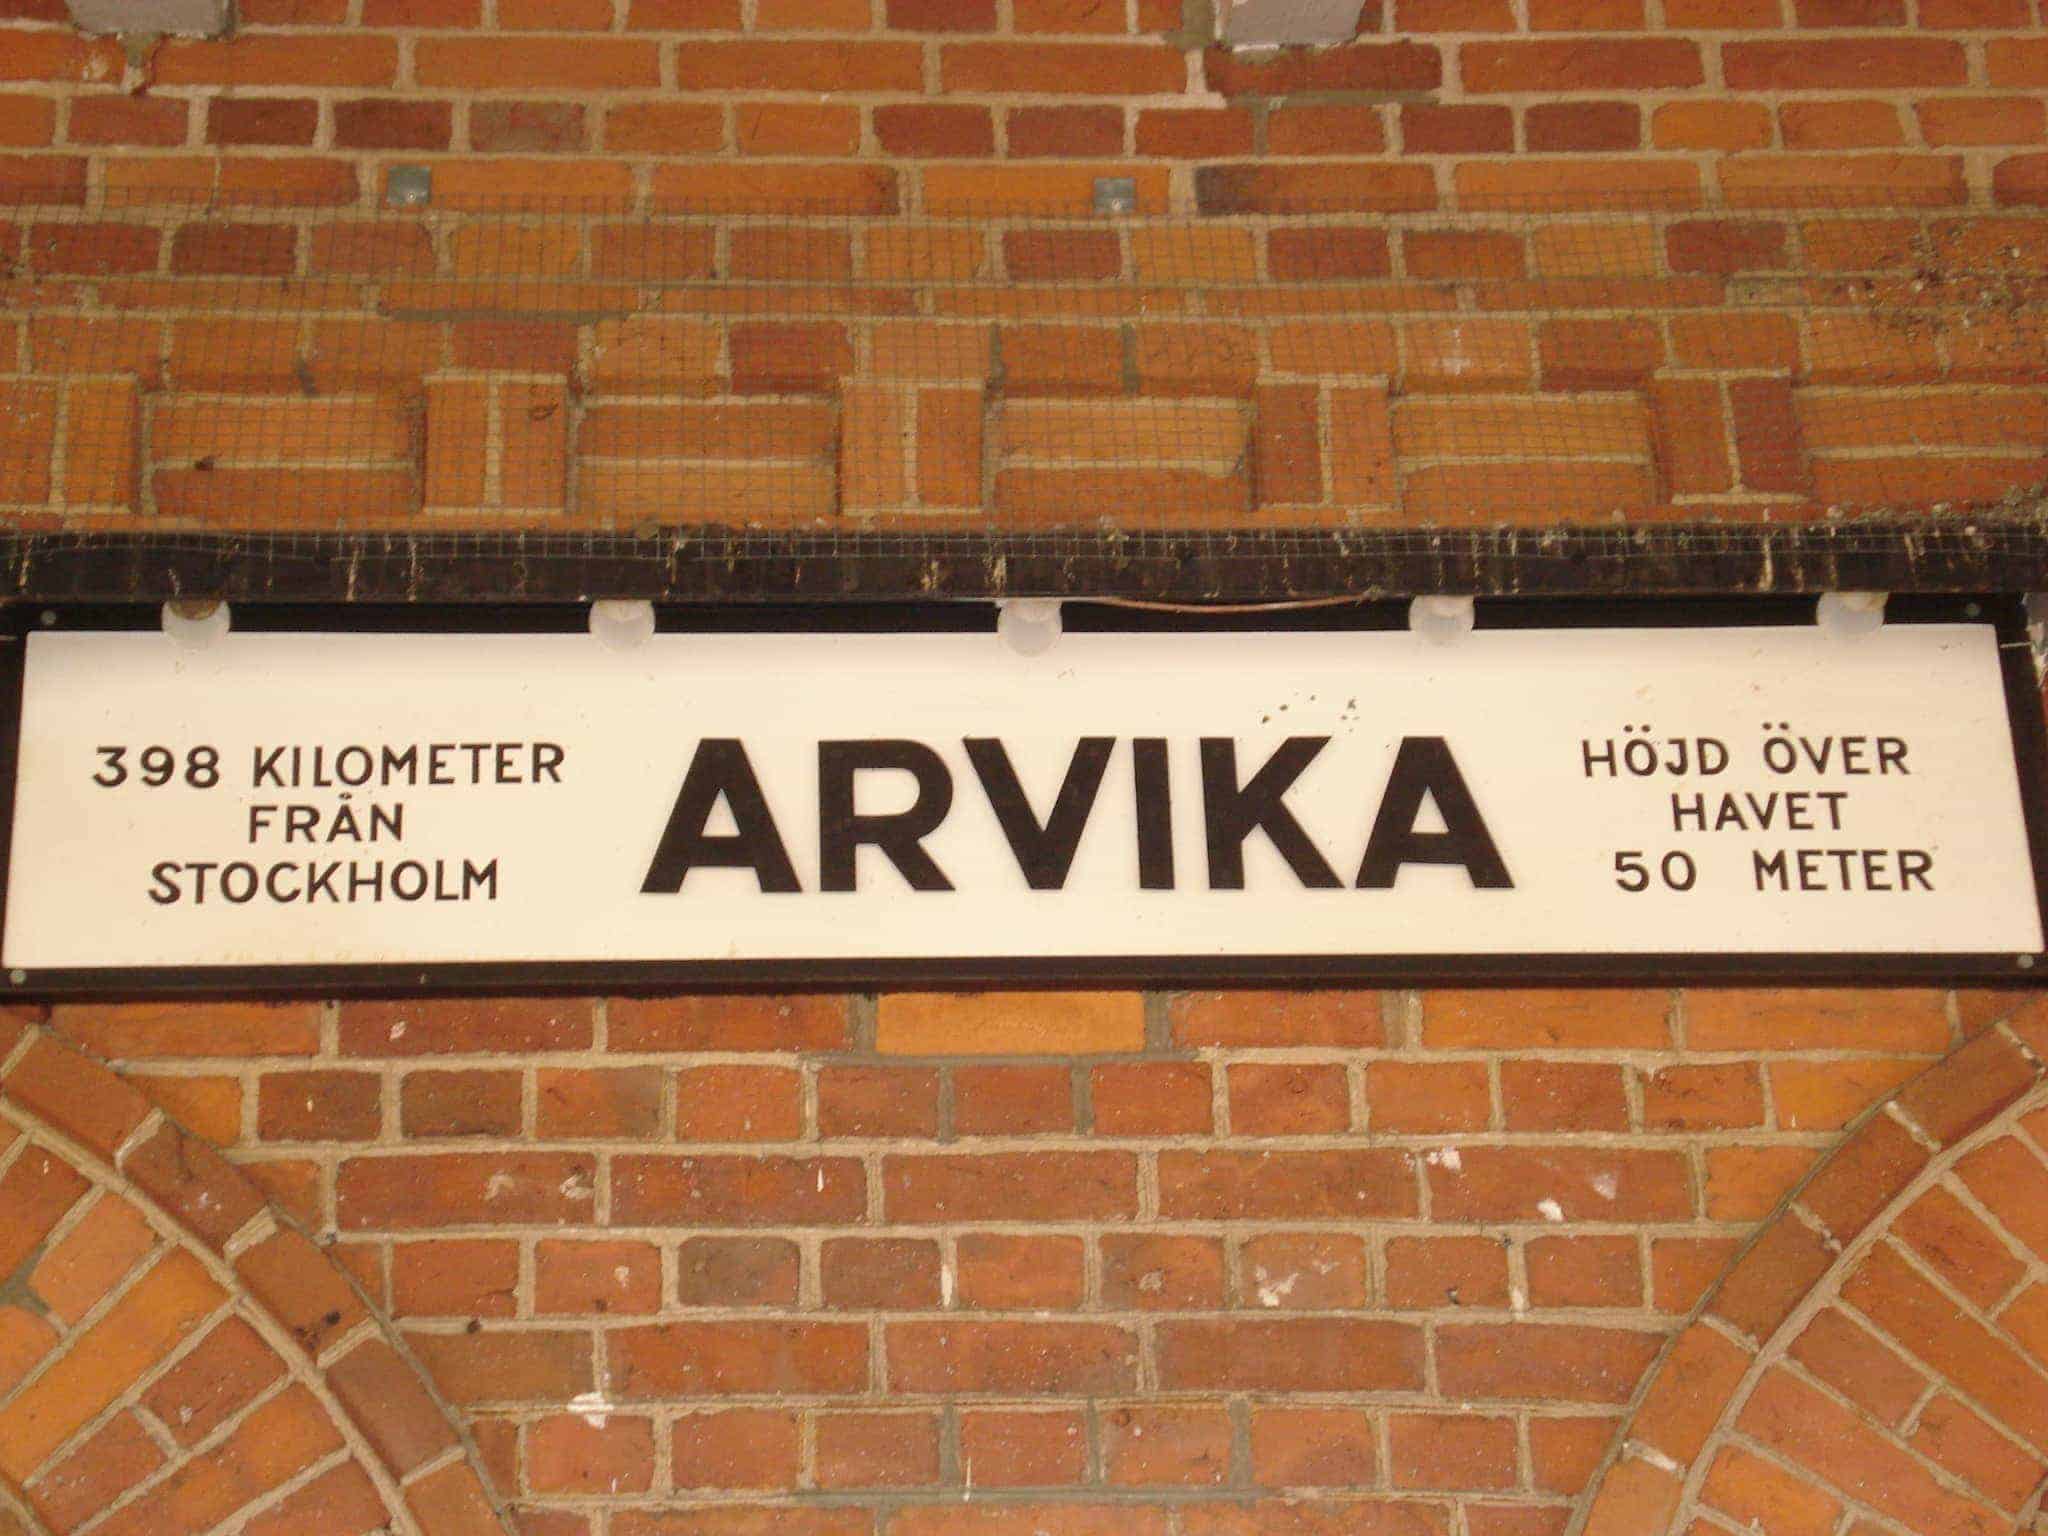 398 KILOMETER
FRÅN
STOCKHOLM
ARVIKA
HÖJD ÖVER
HAVET
50 METER